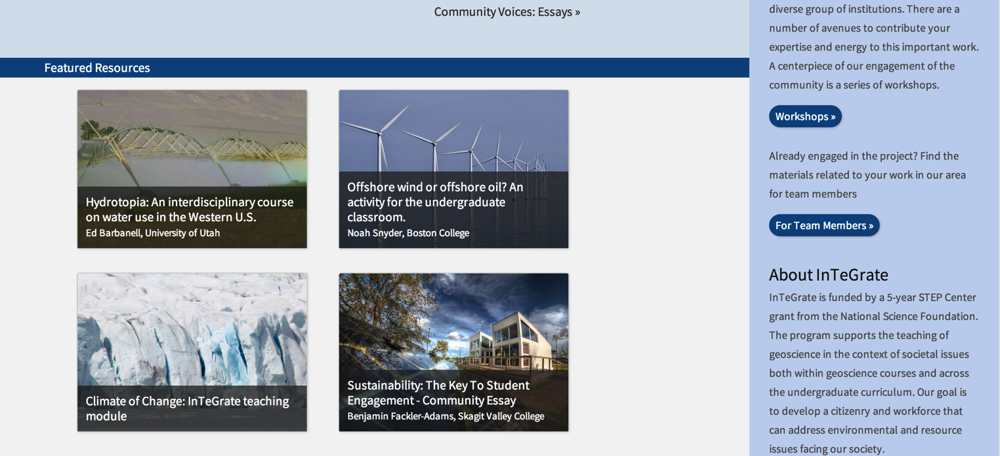 Community Voices: Essays »
Featured Resources
Hydrotopia: An interdisciplinary course
on water use in the Western U.S.
Ed Barbanell, University of Utah
Offshore wind or offshore oil? An
activity for the undergraduate
classroom.
Noah Snyder, Boston College
Climate of Change: InTeGrate teaching
module
Sustainability: The Key To Student
Engagement - Community Essay
Benjamin Fackler-Adams, Skagit Valley College
diverse group of institutions. There are a
number of avenues to contribute your
expertise and energy to this important work.
A centerpiece of our engagement of the
community is a series of workshops.
Workshops »
Already engaged in the project? Find the
materials related to your work in our area
for team members
For Team Members »
About InTeGrate
InTeGrate is funded by a 5-year STEP Center
grant from the National Science Foundation.
The program supports the teaching of
geoscience in the context of societal issues
both within geoscience courses and across
the undergraduate curriculum. Our goal is
to develop a citizenry and workforce that
can address environmental and resource
issues facing our society.